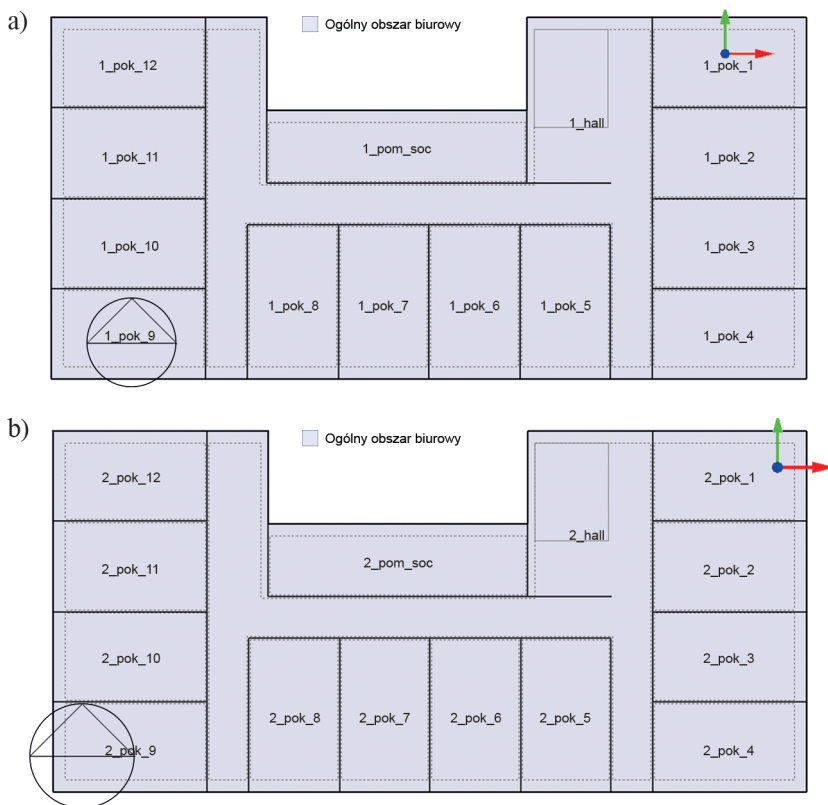 a)
Ogólny obszar biurowy
1_pok_12
1_pok_1
1_hall
1_pom_soc
1_pok_11
1_pok_2
1_pok_10
1_pok_3
1_pok_8
1_pok_7
1_pok_6
1_pok_5
1_pok_9
1_pok_4
b)
Ogólny obszar biurowy
2_pok_12
2_pok_1
2_hall
2_pom_soc
2_pok_11
2_pok_2
2_pok_10
2_pok_3
2_pok_8
2_pok_7
2_pok_6
2_pok_5
2_pok_9
2_pok_4